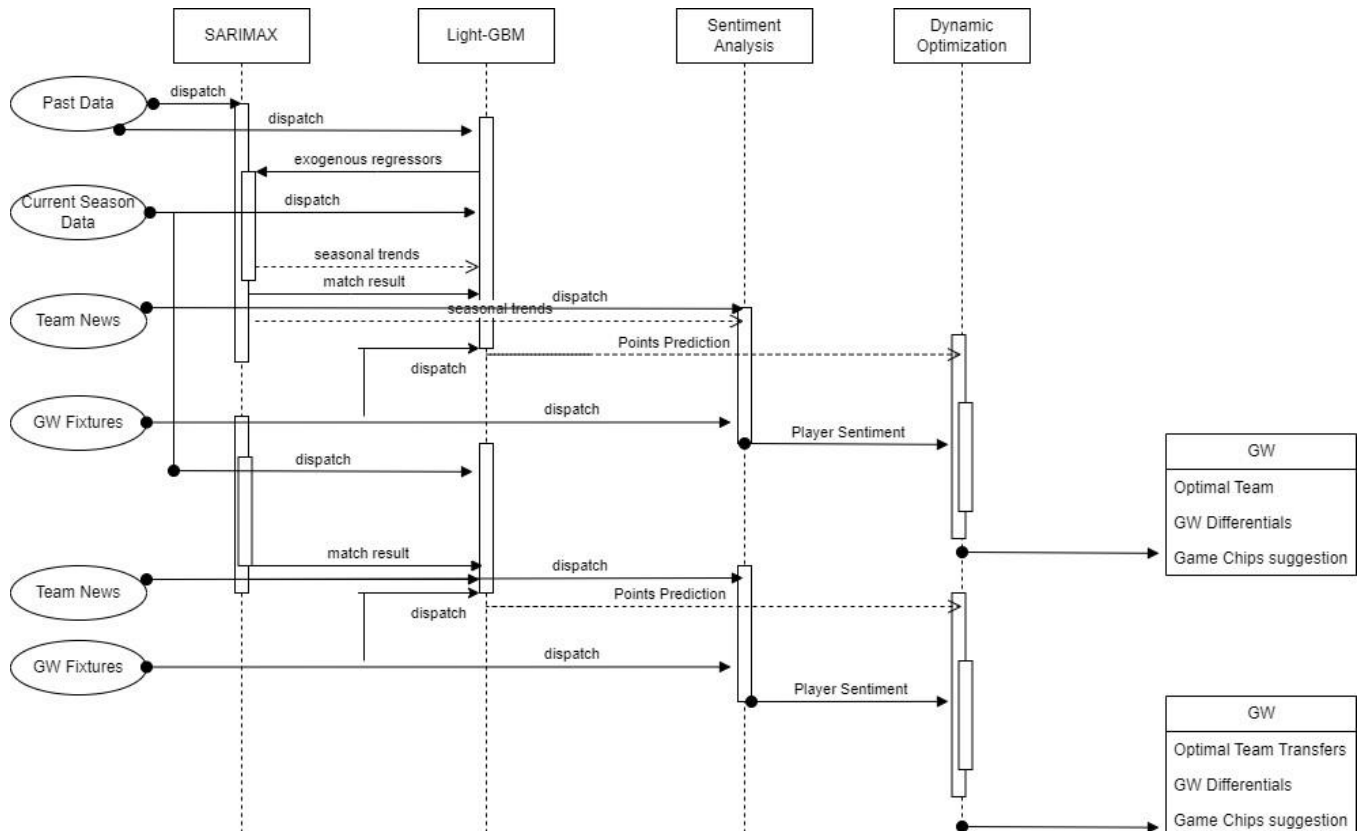 SARIMAX
Light-GBM
Sentiment
Analysis
Dynamic
Optimization
Past Data
dispatch
dispatch
exogenous regressors
Current Season
Data
dispatch
seasonal trends
match result
Team News
dispatch
seasonal trends
Points Prediction
dispatch
GW Fixtures
dispatch
Player Sentiment
GW
Optimal Team
GW Differentials
Game Chips suggestion
dispatch
match result
Team News
dispatch
Points Prediction
dispatch
GW Fixtures
dispatch
Player Sentiment
GW
Optimal Team Transfers
GW Differentials
Game Chips suggestion